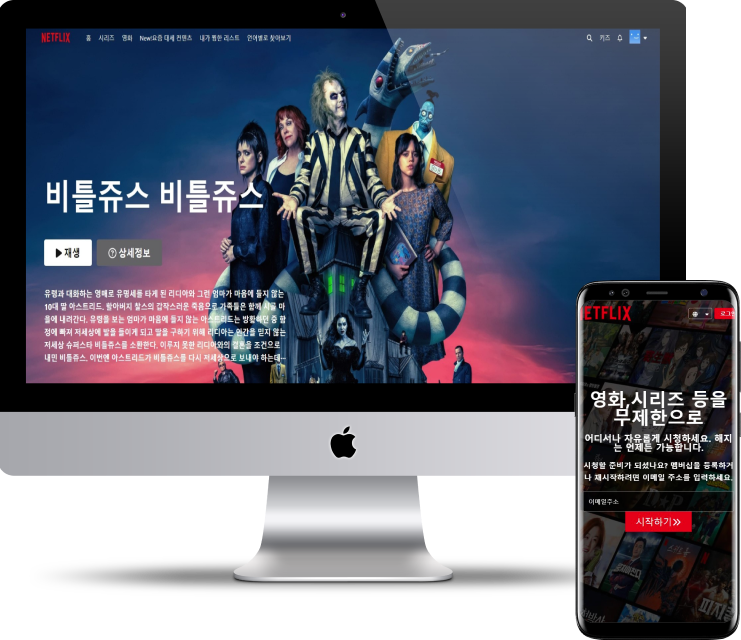 NETFLIX 홈 시리즈 영화 New!요즘 대세 컨텐츠 내가 찜한 리스트 언어별로 찾아보기 키즈
비틀쥬스 비틀쥬스
재생 상세정보
유령과 대화하는 영매로 유명세를 타게 된 리디아와 그런 엄마가 마음에 들지 않는
10대 딸 아스트리드. 할아버지 찰스의 갑작스러운 죽음으로 가족들은 함께 시골 마
을에 내려간다. 유령을 보는 엄마가 마음에 들지 않는 아스트리드는 방황하던 중 함
정에 빠져 저세상에 발을 들이게 되고 딸을 구하기 위해 리디아는 인간을 믿지 않는
저세상 슈퍼스타 비틀쥬스를 소환한다. 이루지 못한 리디아와의 결혼을 조건으로
내민 비틀쥬스. 이번엔 아스트리드가 비틀쥬스를 다시 저세상으로 보내야 하는데…
ETFLIX 로그인
영화,시리즈 등을
무제한으로
어디서나 자유롭게 시청하세요. 해지
는 언제든 가능합니다.
시청할 준비가 되셨나요? 멤버십을 등록하거
나 재시작하려면 이메일 주소를 입력하세요.
이메일주소
시작하기